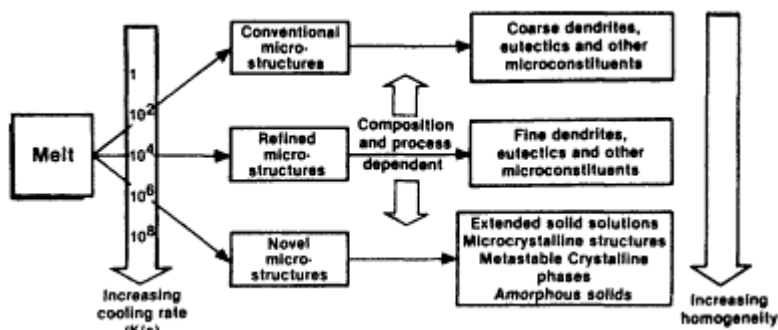 Conventional
micro-
structures
Coarse dendrites,
eutectics and other
microconstituents
1
10²
Melt
10⁴
10⁶
10⁸
Refined
micro-
structures
Composition
and process
dependent
Fine dendrites,
eutectics and other
microconstituents
Novel
micro-
structures
Extended solid solutions
Microcrystalline structures
Metastable Crystalline
phases
Amorphous solids
Increasing
cooling rate
Increasing
homogeneity